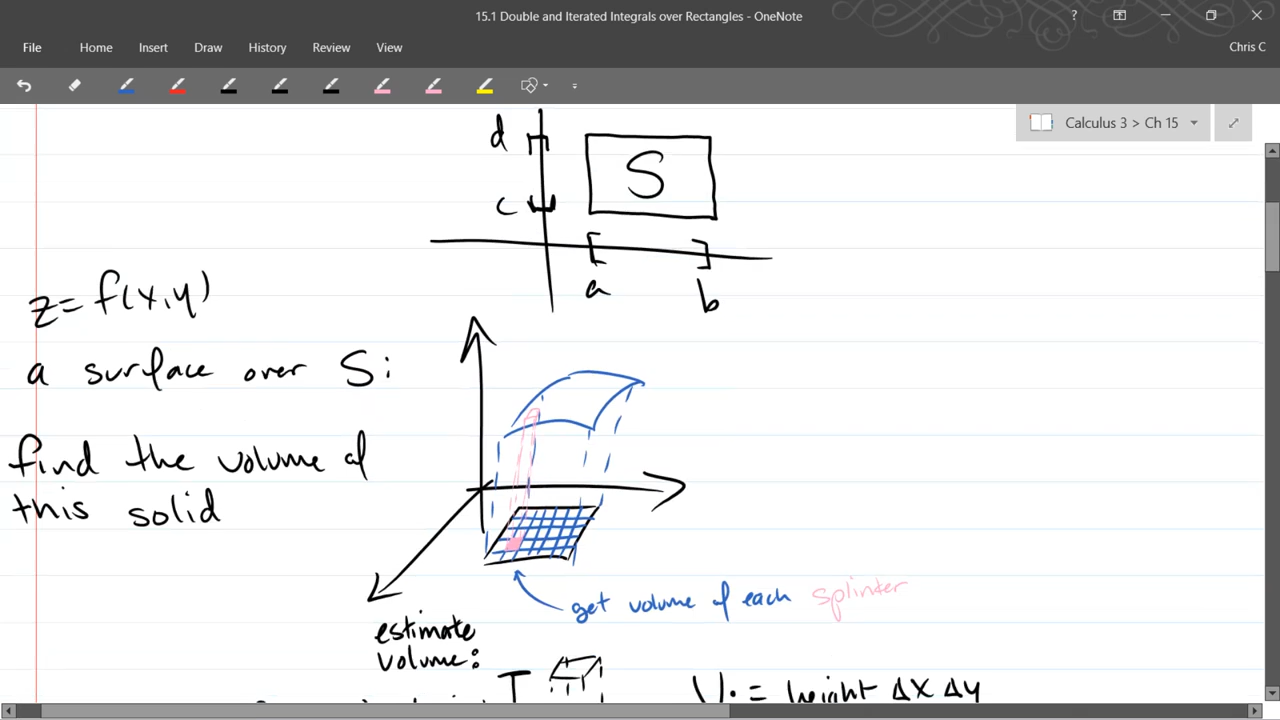 15.1 Double and Iterated Integrals over Rectangles - OneNote
?
File Home Insert Draw History Review View
Chris C
Calculus 3 > Ch 15
d
S
c
a
b
z = f(x,y)
a surface over S:
find the volume of
this solid
get volume of each splinter
estimate
volume:
= height ΔX ΔY